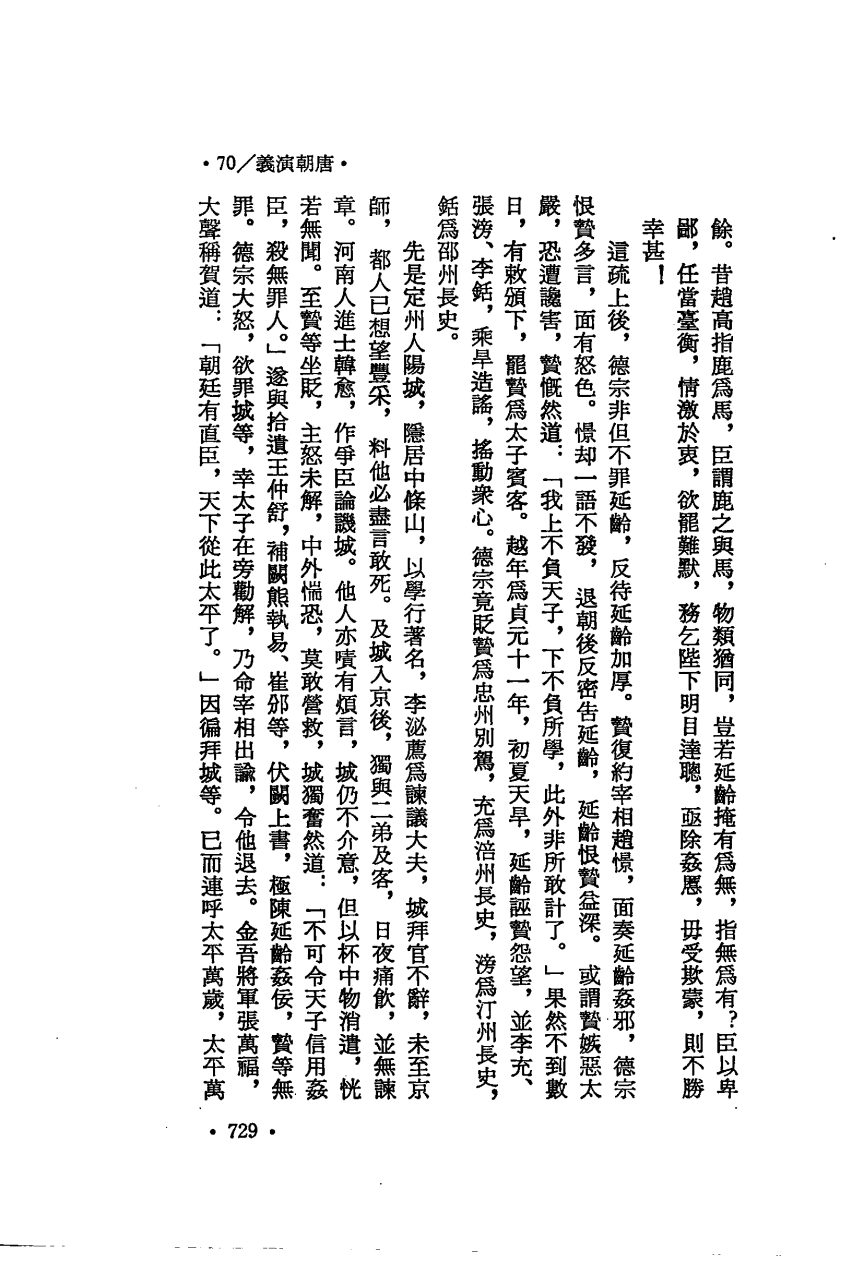 •70／義演朝唐•
餘。昔趙高指鹿爲馬，臣謂鹿之與馬，物類猶同，豈若延齡掩有爲無，指無爲有？臣以卑
鄙，任當臺衡，情激於衷，欲罷難默，務乞陛下明目達聰，亟除姦慝，毋受欺蒙，則不勝
幸甚！
這疏上後，德宗非但不罪延齡，反待延齡加厚。贄復約宰相趙憬，面奏延齡姦邪，德宗
恨贄多言，面有怒色。憬却一語不發，退朝後反密告延齡，延齡恨贄益深。或謂贄嫉惡太
嚴，恐遭讒害，贄慨然道：「我上不負天子，下不負所學，此外非所敢計了。」果然不到數
日，有敕頒下，罷贄爲太子賓客。越年爲貞元十一年，初夏天旱，延齡誣贄怨望，並李充、
張滂、李銛，乘旱造謠，搖動衆心。德宗竟貶贄爲忠州別駕，充爲涪州長史，滂爲汀州長史，
銛爲邵州長史。
先是定州人陽城，隱居中條山，以學行著名，李泌薦爲諫議大夫，城拜官不辭，未至京
師，都人已想望豐采，料他必盡言敢死。及城入京後，獨與二弟及客，日夜痛飲，並無諫
章。河南人進士韓愈，作爭臣論譏城。他人亦嘖有煩言，城仍不介意，但以杯中物消遣，恍
若無聞。至贄等坐貶，主怒未解，中外惴恐，莫敢營救，城獨奮然道：「不可令天子信用姦
臣，殺無罪人。」遂與拾遺王仲舒，補闕熊執易、崔邠等，伏闕上書，極陳延齡姦佞，贄等無
罪。德宗大怒，欲罪城等，幸太子在旁勸解，乃命宰相出諭，令他退去。金吾將軍張萬福，
大聲稱賀道：「朝廷有直臣，天下從此太平了。」因徧拜城等。已而連呼太平萬歲，太平萬
•729•